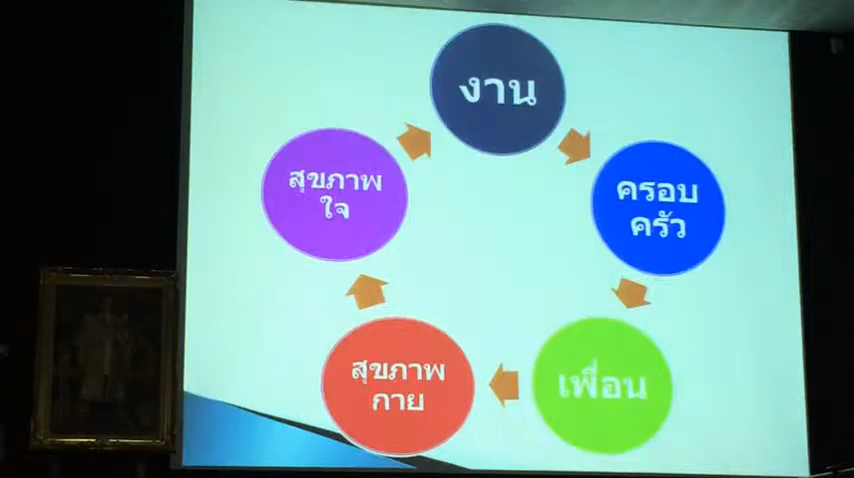 งาน
ครอบ
ครัว
เพื่อน
สุขภาพ
กาย
สุขภาพ
ใจ